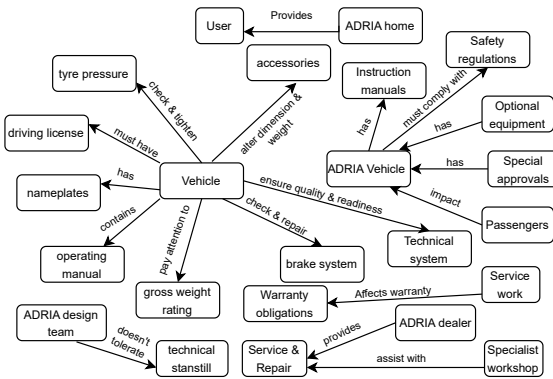 Provides
User
ADRIA home
Safety
regulations
accessories
Instruction
manuals
tyre pressure
check & tighten
alter dimension &
weight
must comply with
has
Optional
equipment
has
driving license
must have
Vehicle
ADRIA Vehicle
has
Special
approvals
nameplates
has
ensure quality & readiness
impact
Passengers
contains
pay attention to
check & repair
Technical
system
operating
manual
brake system
gross weight
rating
Warranty
obligations
Affects warranty
Service
work
ADRIA design
team
doesn't
tolerate
technical
stanstill
provides
ADRIA dealer
Service &
Repair
assist with
Specialist
workshop